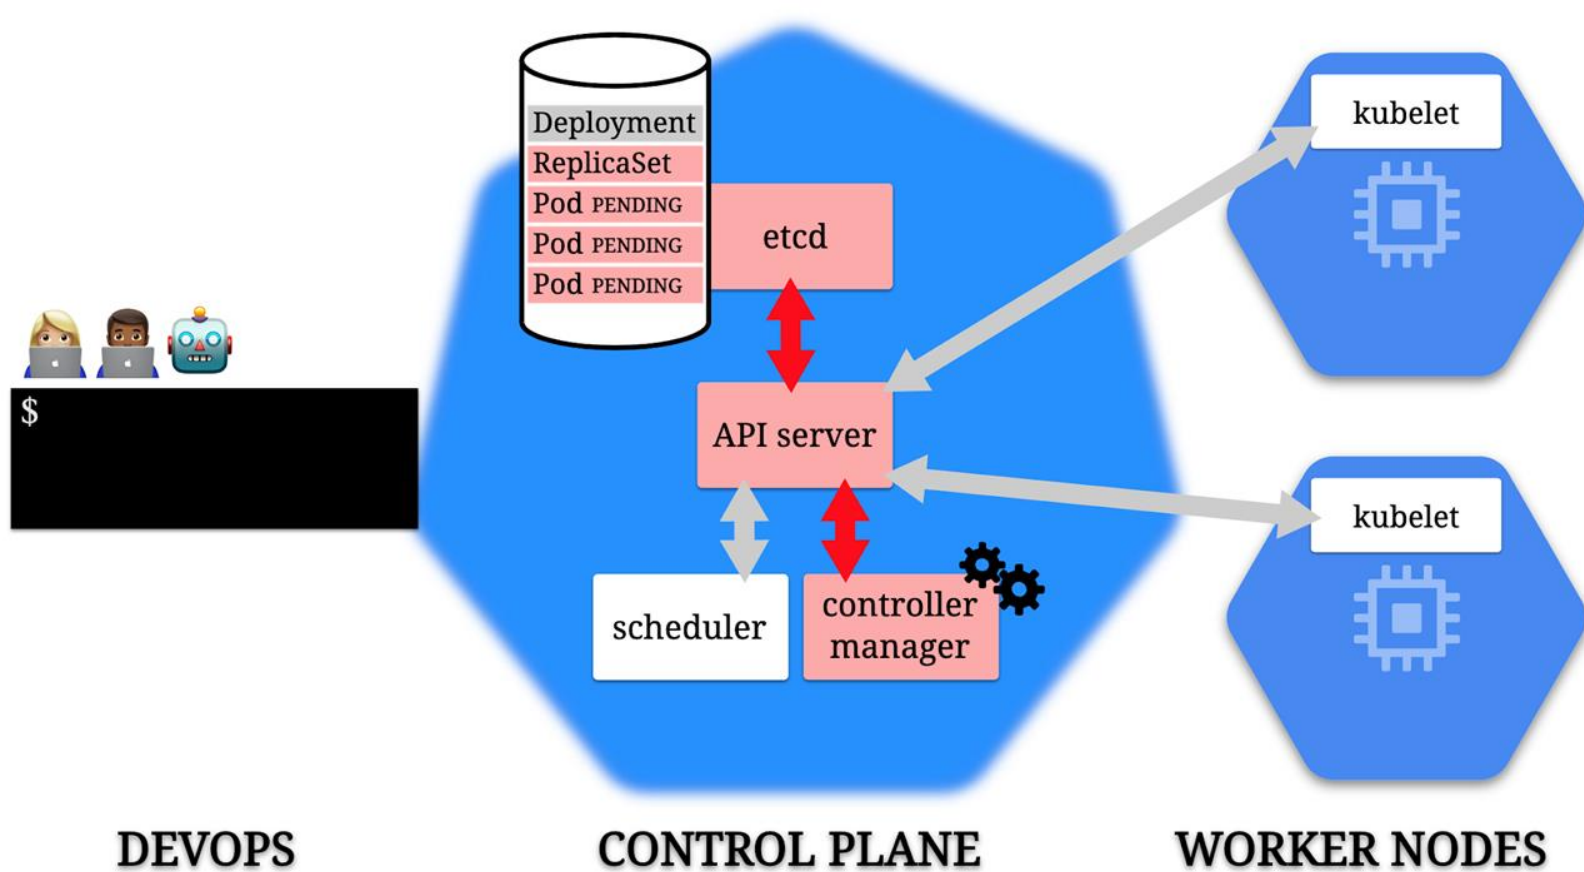 Deployment
ReplicaSet
Pod PENDING
Pod PENDING
Pod PENDING
etcd
kubelet
$
API server
kubelet
scheduler
controller
manager
DEVOPS
CONTROL PLANE
WORKER NODES